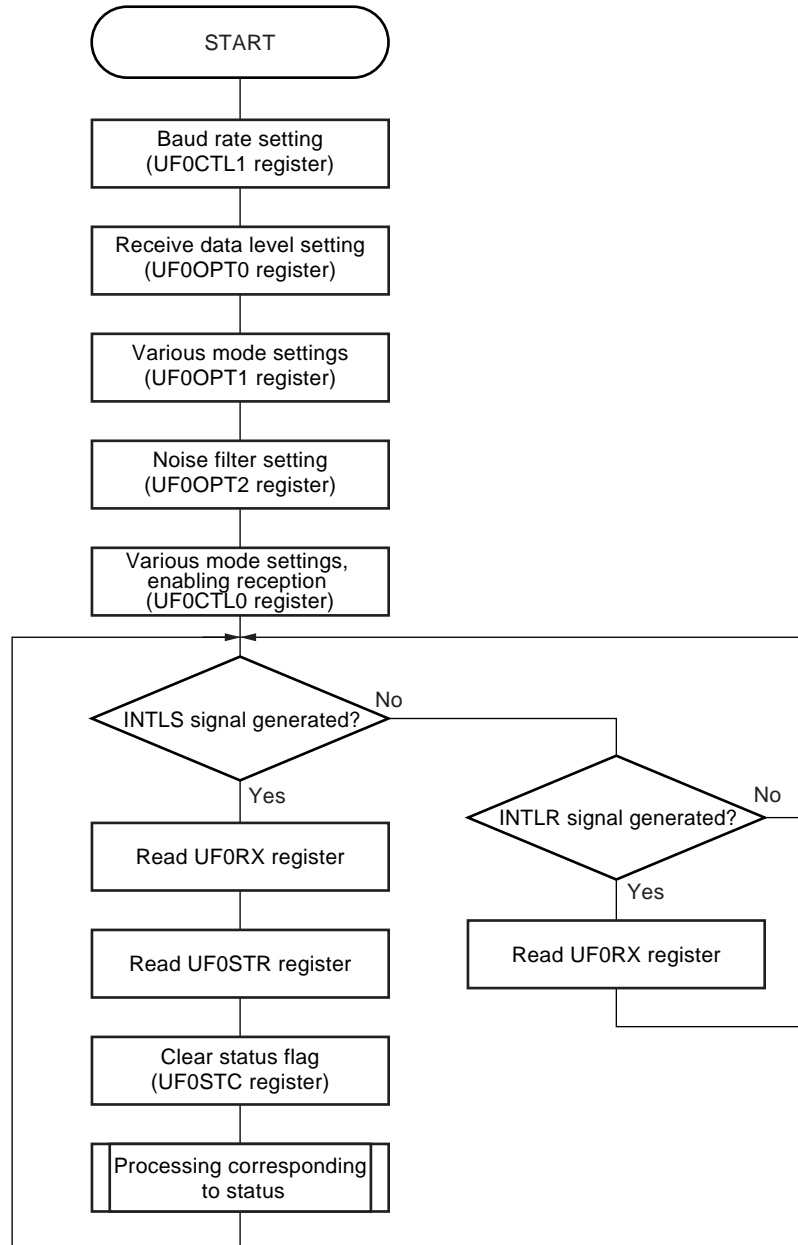 START
Baud rate setting
(UF0CTL1 register)
Receive data level setting
(UF0OPT0 register)
Various mode settings
(UF0OPT1 register)
Noise filter setting
(UF0OPT2 register)
Various mode settings,
enabling reception
(UF0CTL0 register)
INTLS signal generated?
No
Yes
INTLR signal generated?
No
Yes
Read UF0RX register
Read UF0RX register
Read UF0STR register
Clear status flag
(UF0STC register)
Processing corresponding
to status